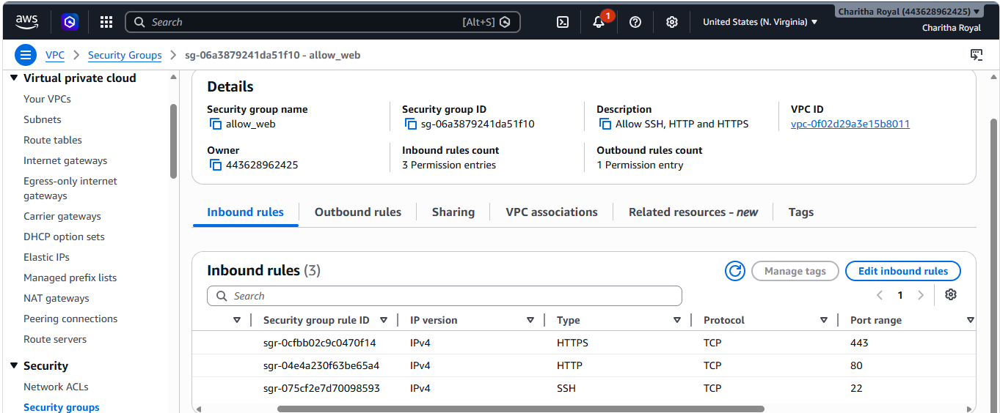 aws Search [Alt+S] 1 United States (N. Virginia) Charitha Royal (443628962425)
Charitha Royal
VPC Security Groups sg-06a3879241da51f10 - allow_web
Virtual private cloud
Your VPCs
Subnets
Route tables
Internet gateways
Egress-only internet
gateways
Carrier gateways
DHCP option sets
Elastic IPs
Managed prefix lists
NAT gateways
Peering connections
Route servers
Security
Network ACLs
Security groups
Details
Security group name Security group ID Description VPC ID
allow_web sg-06a3879241da51f10 Allow SSH, HTTP and HTTPS vpc-0f02d29a3e15b8011
Owner Inbound rules count Outbound rules count
443628962425 3 Permission entries 1 Permission entry
Inbound rules Outbound rules Sharing VPC associations Related resources - new Tags
Inbound rules (3) Manage tags Edit inbound rules
Search 1
Security group rule ID IP version Type Protocol Port range
sgr-0cfbb02c9c0470f14 IPv4 HTTPS TCP 443
sgr-04e4a230f63be65a4 IPv4 HTTP TCP 80
sgr-075cf2e7d70098593 IPv4 SSH TCP 22